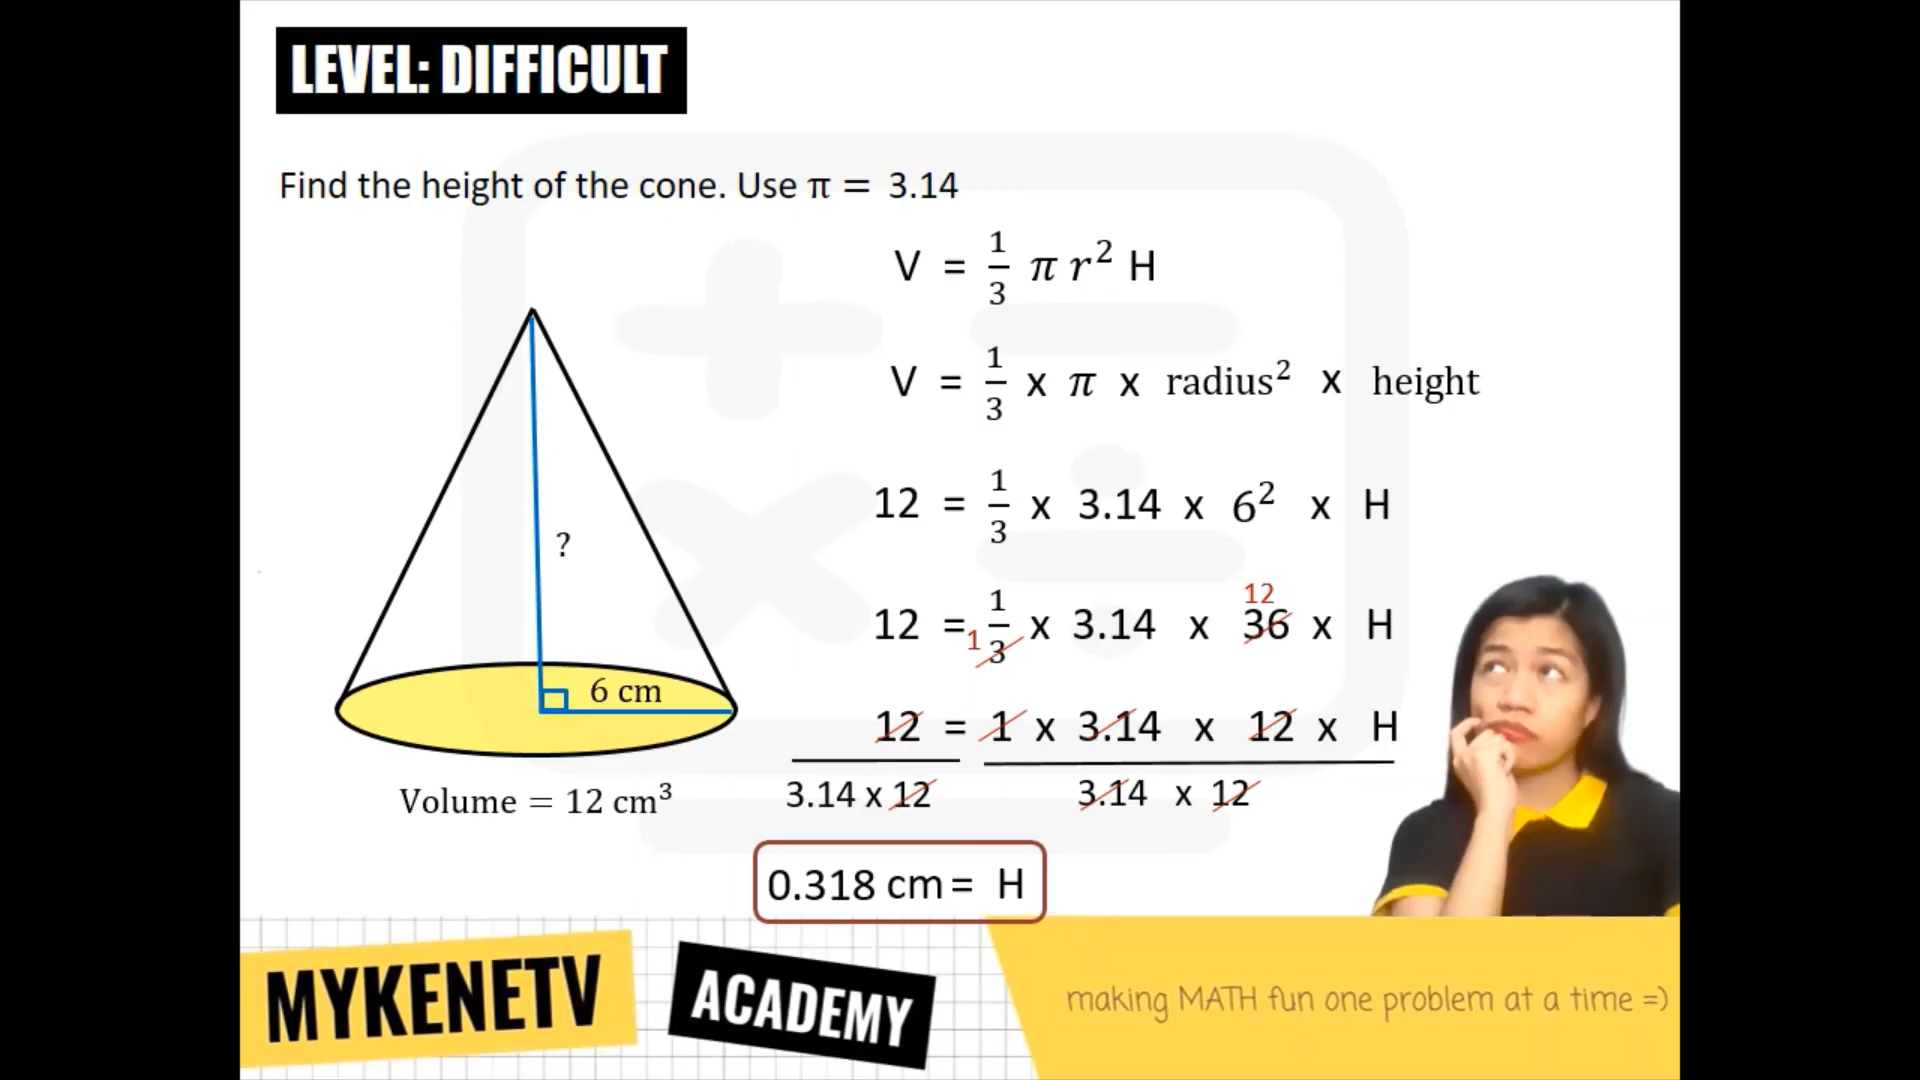 LEVEL: DIFFICULT
Find the height of the cone. Use π = 3.14
V = 1/3 π r² H
V = 1/3 x π x radius² x height
12 = 1/3 x 3.14 x 6² x H
12
12 = 1/3 x 3.14 x 36 x H
1
12 = 1 x 3.14 x 12 x H
3.14 x 12 3.14 x 12
0.318 cm = H
?
6 cm
Volume = 12 cm³
MYKENETV
ACADEMY
making MATH fun one problem at a time =)